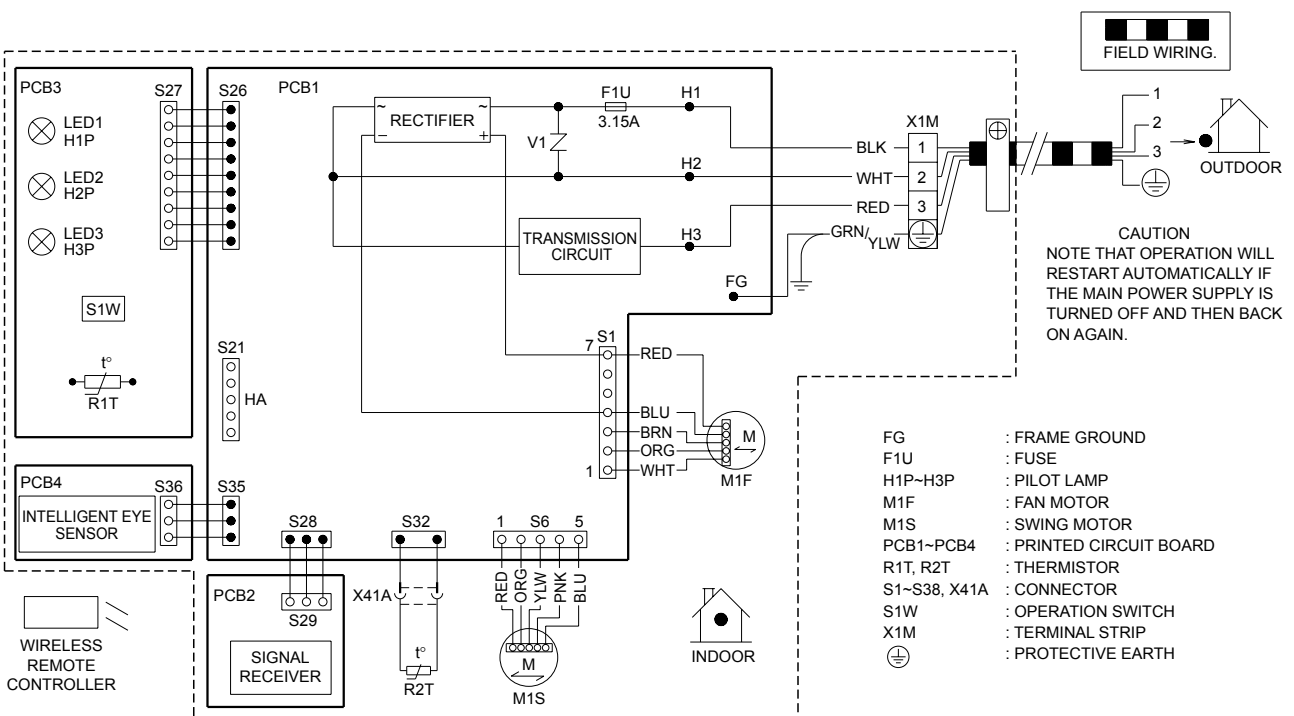 FIELD WIRING.
PCB3
S27
S26
PCB1
F1U
H1
3.15A
RECTIFIER
~
~
−
+
V1
LED1
H1P
LED2
H2P
LED3
H3P
H2
X1M
BLK
1
WHT
2
RED
3
GRN/
YLW
1
2
3
OUTDOOR
TRANSMISSION
CIRCUIT
H3
FG
CAUTION
NOTE THAT OPERATION WILL
RESTART AUTOMATICALLY IF
THE MAIN POWER SUPPLY IS
TURNED OFF AND THEN BACK
ON AGAIN.
S1W
t°
R1T
S21
HA
7
S1
RED
BLU
BRN
ORG
WHT
1
M
M1F
PCB4
S36
S35
INTELLIGENT EYE
SENSOR
S28
S32
1
S6
5
RED
ORG
YLW
PNK
BLU
PCB2
S29
X41A
SIGNAL
RECEIVER
t°
R2T
M
M1S
INDOOR
WIRELESS
REMOTE
CONTROLLER
FG : FRAME GROUND
F1U : FUSE
H1P~H3P : PILOT LAMP
M1F : FAN MOTOR
M1S : SWING MOTOR
PCB1~PCB4 : PRINTED CIRCUIT BOARD
R1T, R2T : THERMISTOR
S1~S38, X41A : CONNECTOR
S1W : OPERATION SWITCH
X1M : TERMINAL STRIP
: PROTECTIVE EARTH